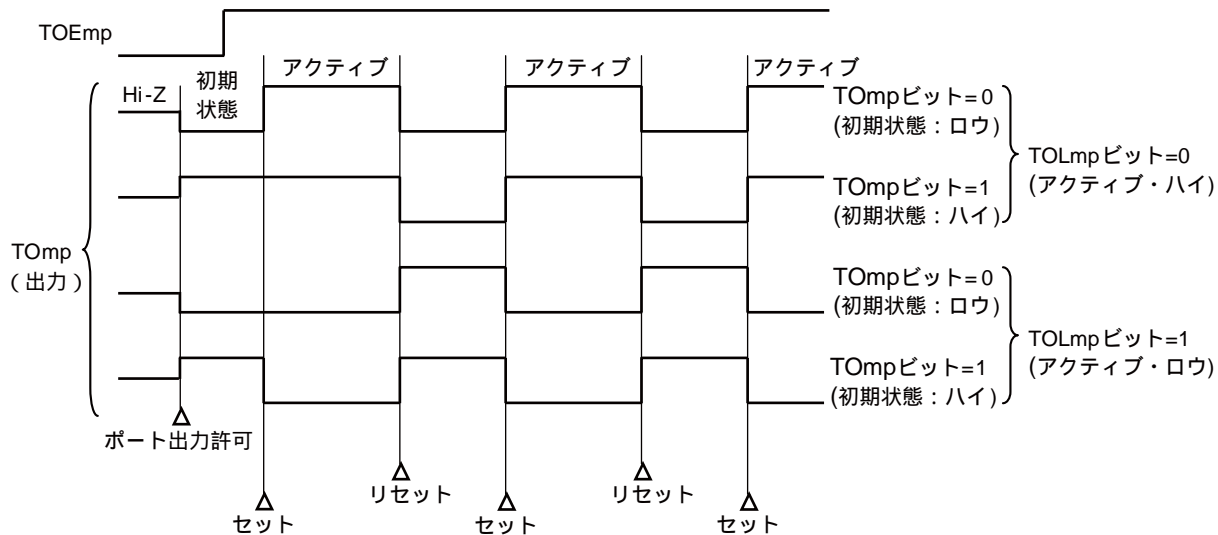 TOEmp
アクティブ
アクティブ
アクティブ
Hi-Z
初期
状態
TOmpビット=0
(初期状態：ロウ)
TOLmpビット=0
(アクティブ・ハイ)
TOmpビット=1
(初期状態：ハイ)
TOmp
（出力）
TOmpビット=0
(初期状態：ロウ)
TOLmpビット=1
(アクティブ・ロウ)
TOmpビット=1
(初期状態：ハイ)
ポート出力許可
リセット
リセット
セット
セット
セット